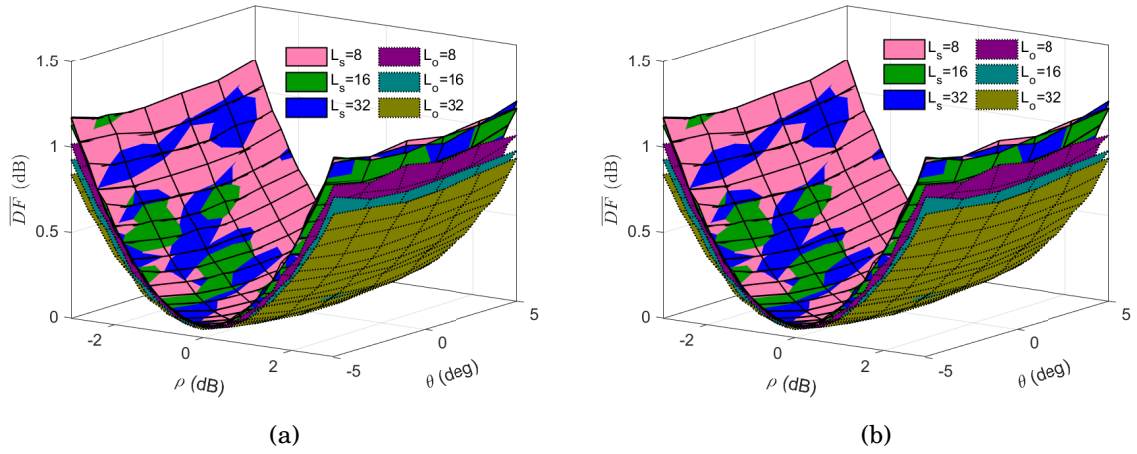 1.5
1
0.5
0
$\overline{DF}$ (dB)
L_s=8
L_s=16
L_s=32
L_o=8
L_o=16
L_o=32
-2
0
2
ρ (dB)
-5
0
5
θ (deg)
(a)
1.5
1
0.5
0
$\overline{DF}$ (dB)
L_s=8
L_s=16
L_s=32
L_o=8
L_o=16
L_o=32
-2
0
2
ρ (dB)
-5
0
5
θ (deg)
(b)